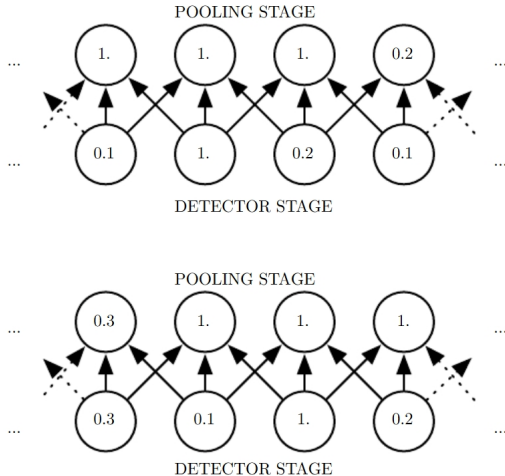 POOLING STAGE
... 1. 1. 1. 0.2 ...
... 0.1 1. 0.2 0.1 ...
DETECTOR STAGE
POOLING STAGE
... 0.3 1. 1. 1. ...
... 0.3 0.1 1. 0.2 ...
DETECTOR STAGE